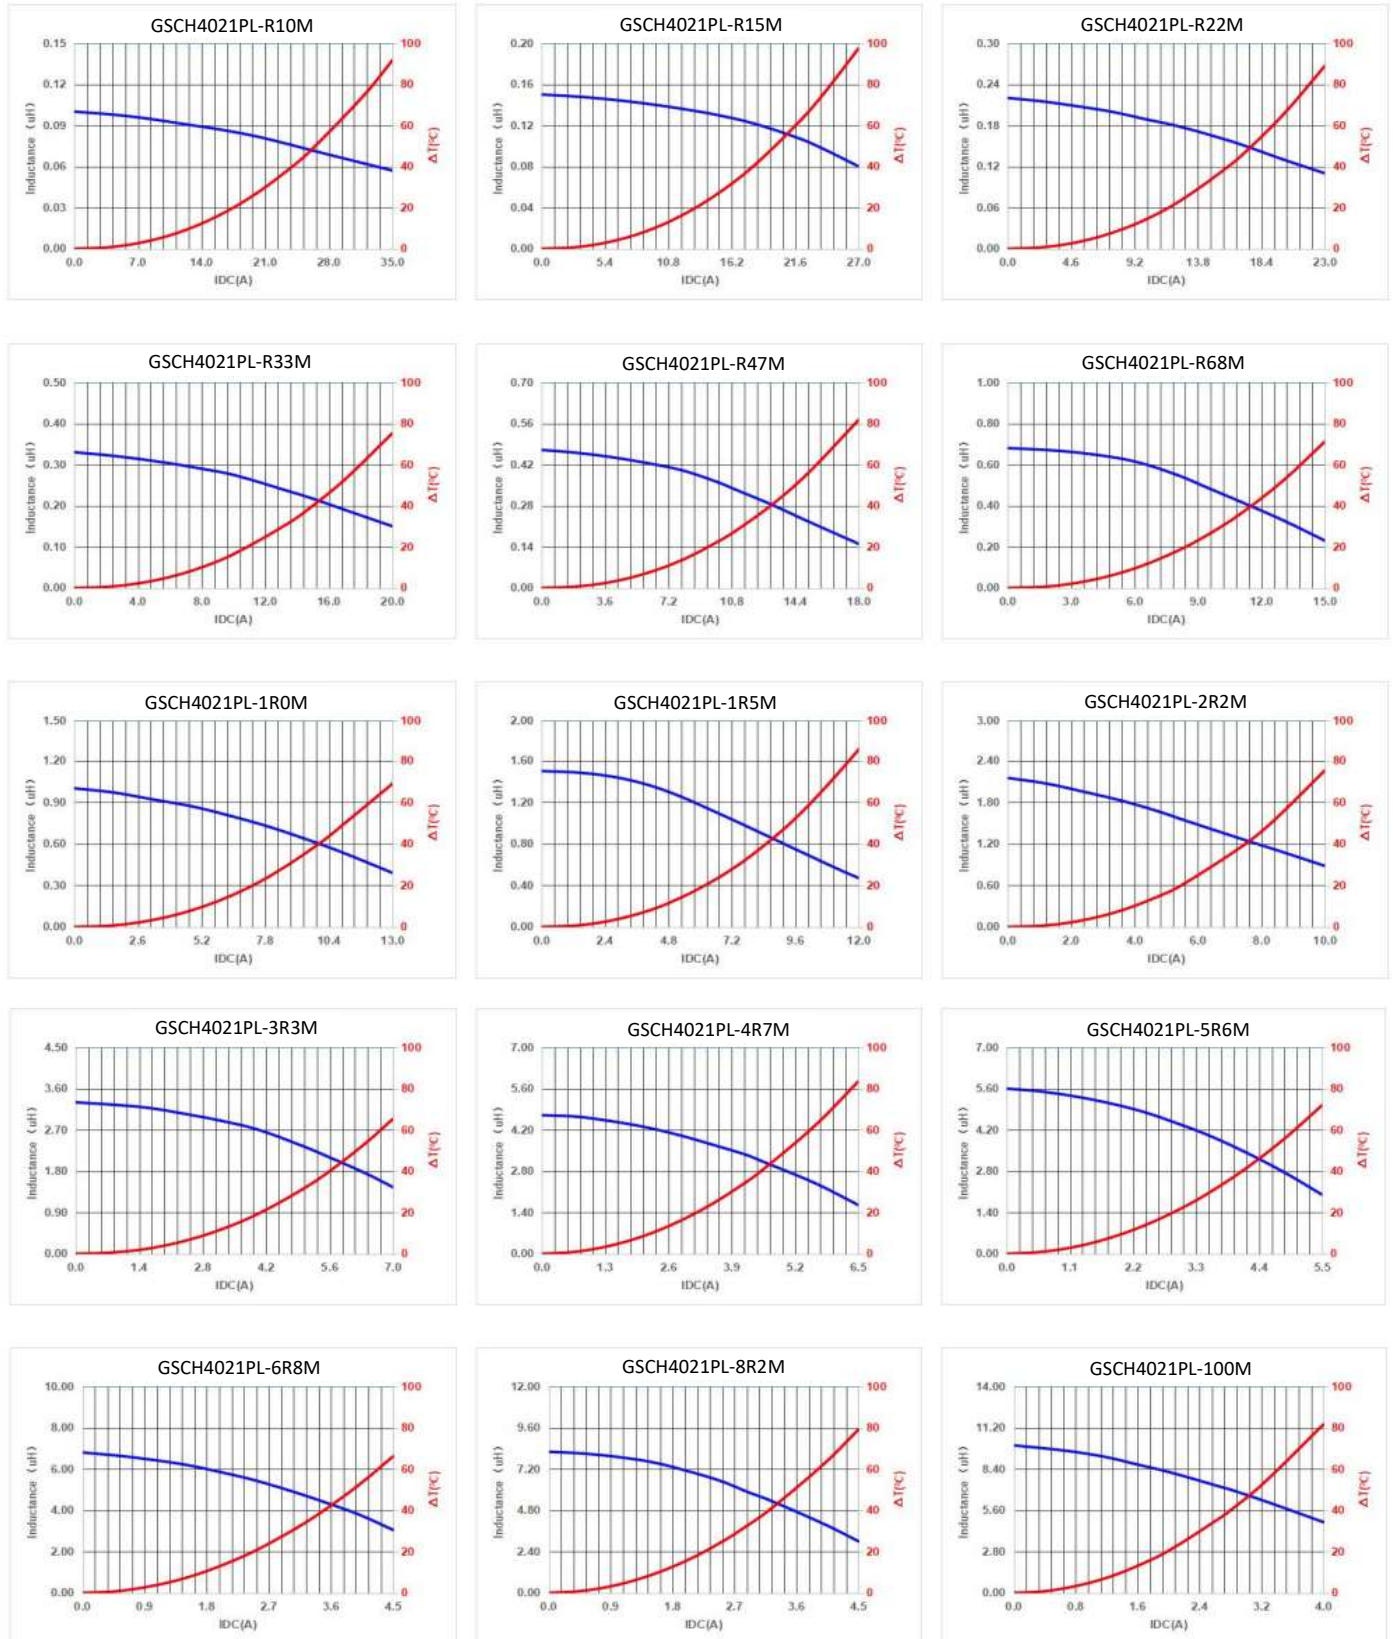 GSCH4021PL-R10M
Inductance (uH)
0.15 100
0.12 80
0.09 60
0.06 40
0.03 20
0.00 0
ΔT(℃)
0.0 7.0 14.0 21.0 28.0 35.0
IDC(A)
GSCH4021PL-R15M
Inductance (uH)
0.20 100
0.16 80
0.12 60
0.08 40
0.04 20
0.00 0
ΔT(℃)
0.0 5.4 10.8 16.2 21.6 27.0
IDC(A)
GSCH4021PL-R22M
Inductance (uH)
0.30 100
0.24 80
0.18 60
0.12 40
0.06 20
0.00 0
ΔT(℃)
0.0 4.6 9.2 13.8 18.4 23.0
IDC(A)
GSCH4021PL-R33M
Inductance (uH)
0.50 100
0.40 80
0.30 60
0.20 40
0.10 20
0.00 0
ΔT(℃)
0.0 4.0 8.0 12.0 16.0 20.0
IDC(A)
GSCH4021PL-R47M
Inductance (uH)
0.70 100
0.56 80
0.42 60
0.28 40
0.14 20
0.00 0
ΔT(℃)
0.0 3.6 7.2 10.8 14.4 18.0
IDC(A)
GSCH4021PL-R68M
Inductance (uH)
1.00 100
0.80 80
0.60 60
0.40 40
0.20 20
0.00 0
ΔT(℃)
0.0 3.0 6.0 9.0 12.0 15.0
IDC(A)
GSCH4021PL-1R0M
Inductance (uH)
1.50 100
1.20 80
0.90 60
0.60 40
0.30 20
0.00 0
ΔT(℃)
0.0 2.6 5.2 7.8 10.4 13.0
IDC(A)
GSCH4021PL-1R5M
Inductance (uH)
2.00 100
1.60 80
1.20 60
0.80 40
0.40 20
0.00 0
ΔT(℃)
0.0 2.4 4.8 7.2 9.6 12.0
IDC(A)
GSCH4021PL-2R2M
Inductance (uH)
3.00 100
2.40 80
1.80 60
1.20 40
0.60 20
0.00 0
ΔT(℃)
0.0 2.0 4.0 6.0 8.0 10.0
IDC(A)
GSCH4021PL-3R3M
Inductance (uH)
4.50 100
3.60 80
2.70 60
1.80 40
0.90 20
0.00 0
ΔT(℃)
0.0 1.4 2.8 4.2 5.6 7.0
IDC(A)
GSCH4021PL-4R7M
Inductance (uH)
7.00 100
5.60 80
4.20 60
2.80 40
1.40 20
0.00 0
ΔT(℃)
0.0 1.3 2.6 3.9 5.2 6.5
IDC(A)
GSCH4021PL-5R6M
Inductance (uH)
7.00 100
5.60 80
4.20 60
2.80 40
1.40 20
0.00 0
ΔT(℃)
0.0 1.1 2.2 3.3 4.4 5.5
IDC(A)
GSCH4021PL-6R8M
Inductance (uH)
10.00 100
8.00 80
6.00 60
4.00 40
2.00 20
0.00 0
ΔT(℃)
0.0 0.9 1.8 2.7 3.6 4.5
IDC(A)
GSCH4021PL-8R2M
Inductance (uH)
12.00 100
9.60 80
7.20 60
4.80 40
2.40 20
0.00 0
ΔT(℃)
0.0 0.9 1.8 2.7 3.6 4.5
IDC(A)
GSCH4021PL-100M
Inductance (uH)
14.00 100
11.20 80
8.40 60
5.60 40
2.80 20
0.00 0
ΔT(℃)
0.0 0.8 1.6 2.4 3.2 4.0
IDC(A)